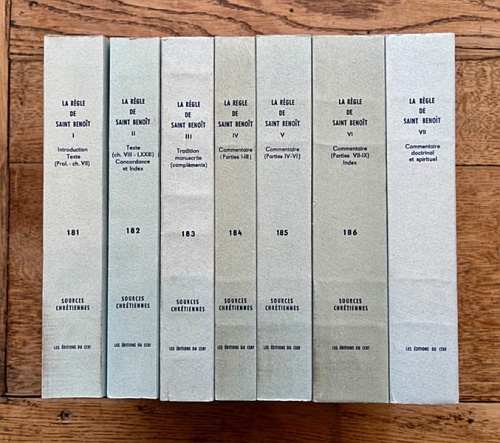 LA RÈGLE
DE
SAINT BENOÎT
I
Introduction
Texte
(Prol.- ch. VII)
181
SOURCES
CHRÉTIENNES
LES ÉDITIONS DU CERF
LA RÈGLE
DE
SAINT BENOÎT
II
Texte
(ch. VIII - LXXIII)
Concordance
et Index
182
SOURCES
CHRÉTIENNES
LES ÉDITIONS DU CERF
LA RÈGLE
DE
SAINT BENOÎT
III
Tradition
manuscrite
(compléments)
183
SOURCES
CHRÉTIENNES
LES ÉDITIONS DU CERF
LA RÈGLE
DE
SAINT BENOÎT
IV
Commentaire
(Parties I-III)
184
SOURCES
CHRÉTIENNES
LES ÉDITIONS DU CERF
LA RÈGLE
DE
SAINT BENOÎT
V
Commentaire
(Parties IV-VI)
185
SOURCES
CHRÉTIENNES
LES ÉDITIONS DU CERF
LA RÈGLE
DE
SAINT BENOÎT
VI
Commentaire
(Parties VII-IX)
Index
186
SOURCES
CHRÉTIENNES
LES ÉDITIONS DU CERF
LA RÈGLE
DE
SAINT BENOÎT
VII
Commentaire
doctrinal
et spirituel
LES ÉDITIONS DU CERF